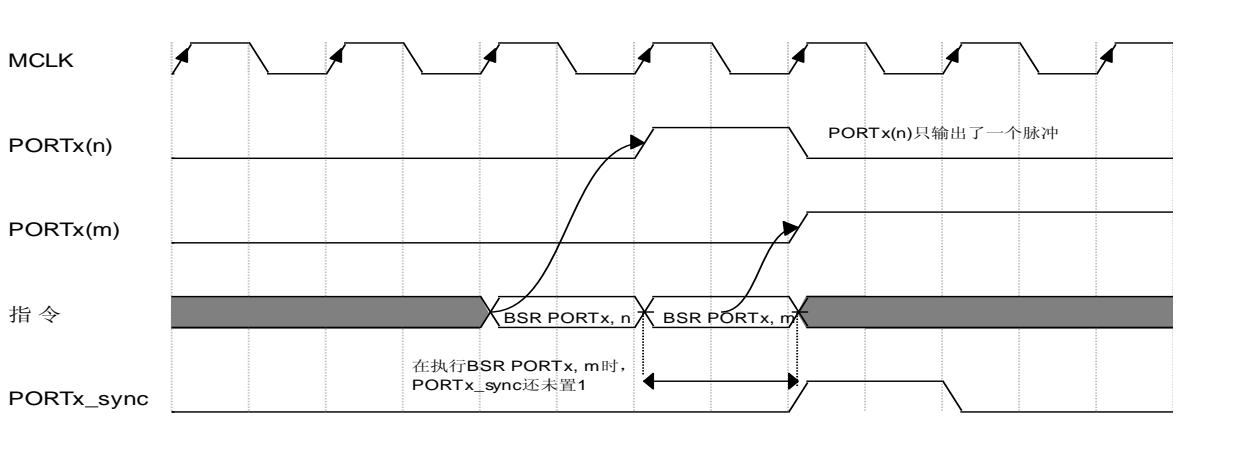 MCLK
PORTx(n)
PORTx(n)只输出了一个脉冲
PORTx(m)
指令
BSR PORTx, n
BSR PORTx, m
在执行BSR PORTx, m时，
PORTx_sync还未置1
PORTx_sync